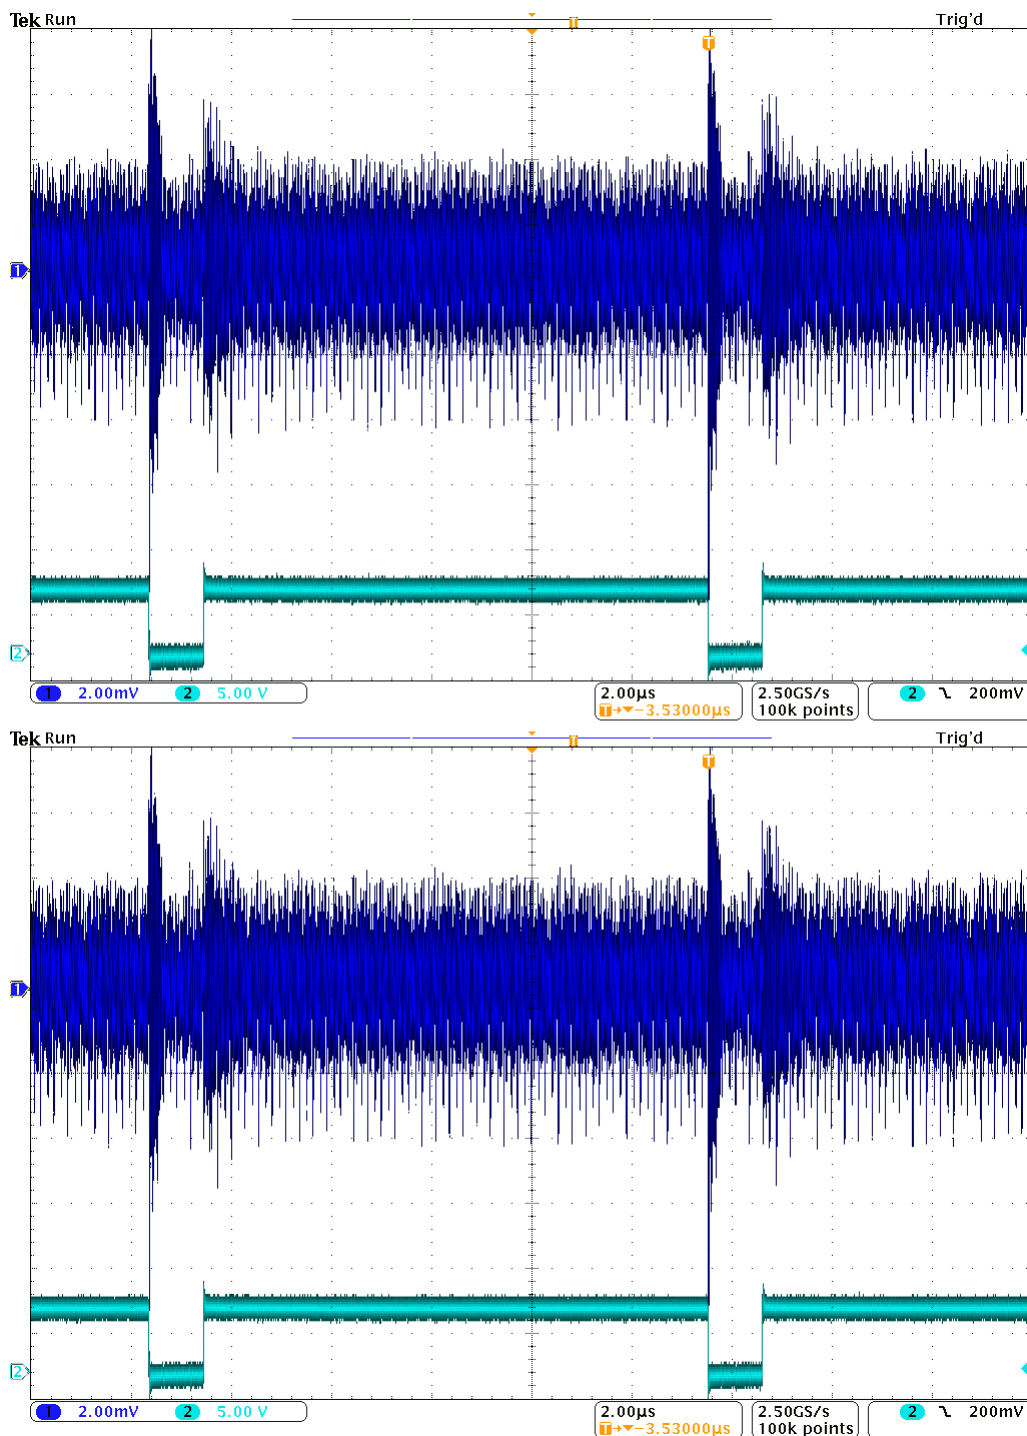 Tek Run Trig'd
T
T
1
2
1 2.00mV 2 5.00 V 2.00µs 2.50GS/s 2 200mV
T→▼−3.53000µs 100k points
Tek Run Trig'd
T
T
1
2
1 2.00mV 2 5.00 V 2.00µs 2.50GS/s 2 200mV
T→▼−3.53000µs 100k points